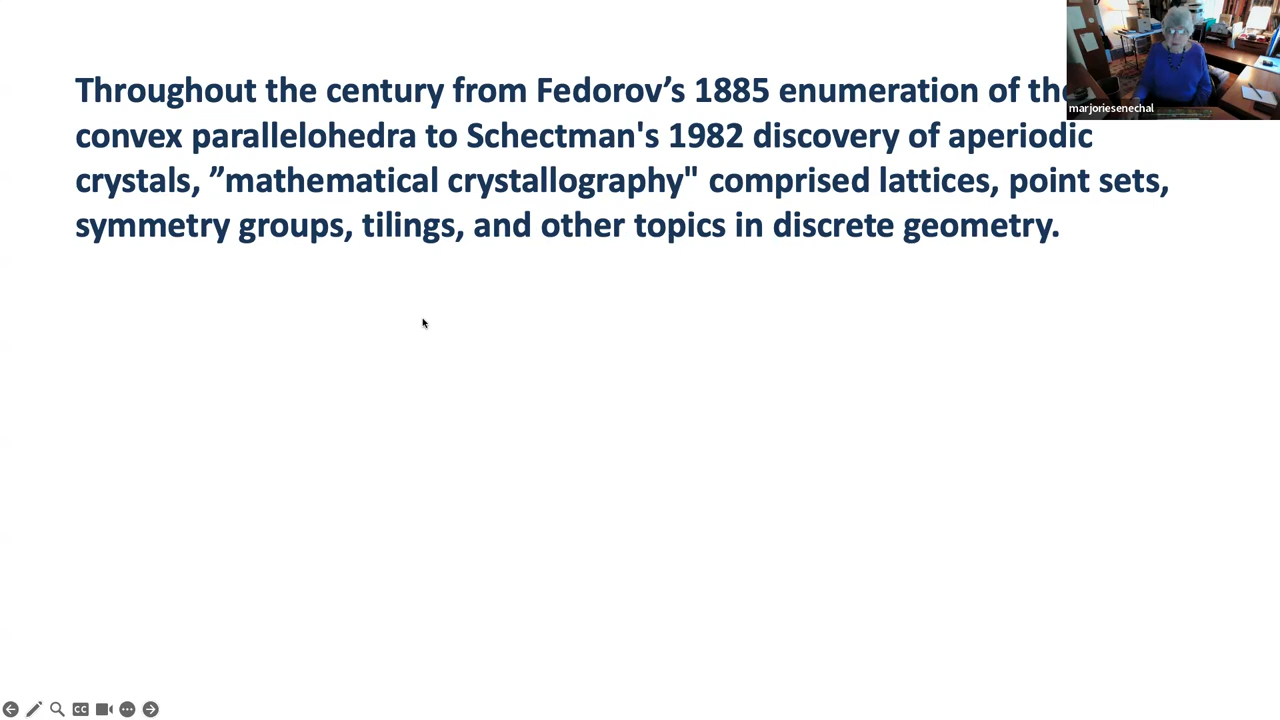 Throughout the century from Fedorov’s 1885 enumeration of the
convex parallelohedra to Schectman's 1982 discovery of aperiodic
crystals, ”mathematical crystallography" comprised lattices, point sets,
symmetry groups, tilings, and other topics in discrete geometry.
marjoriesenechal
CC